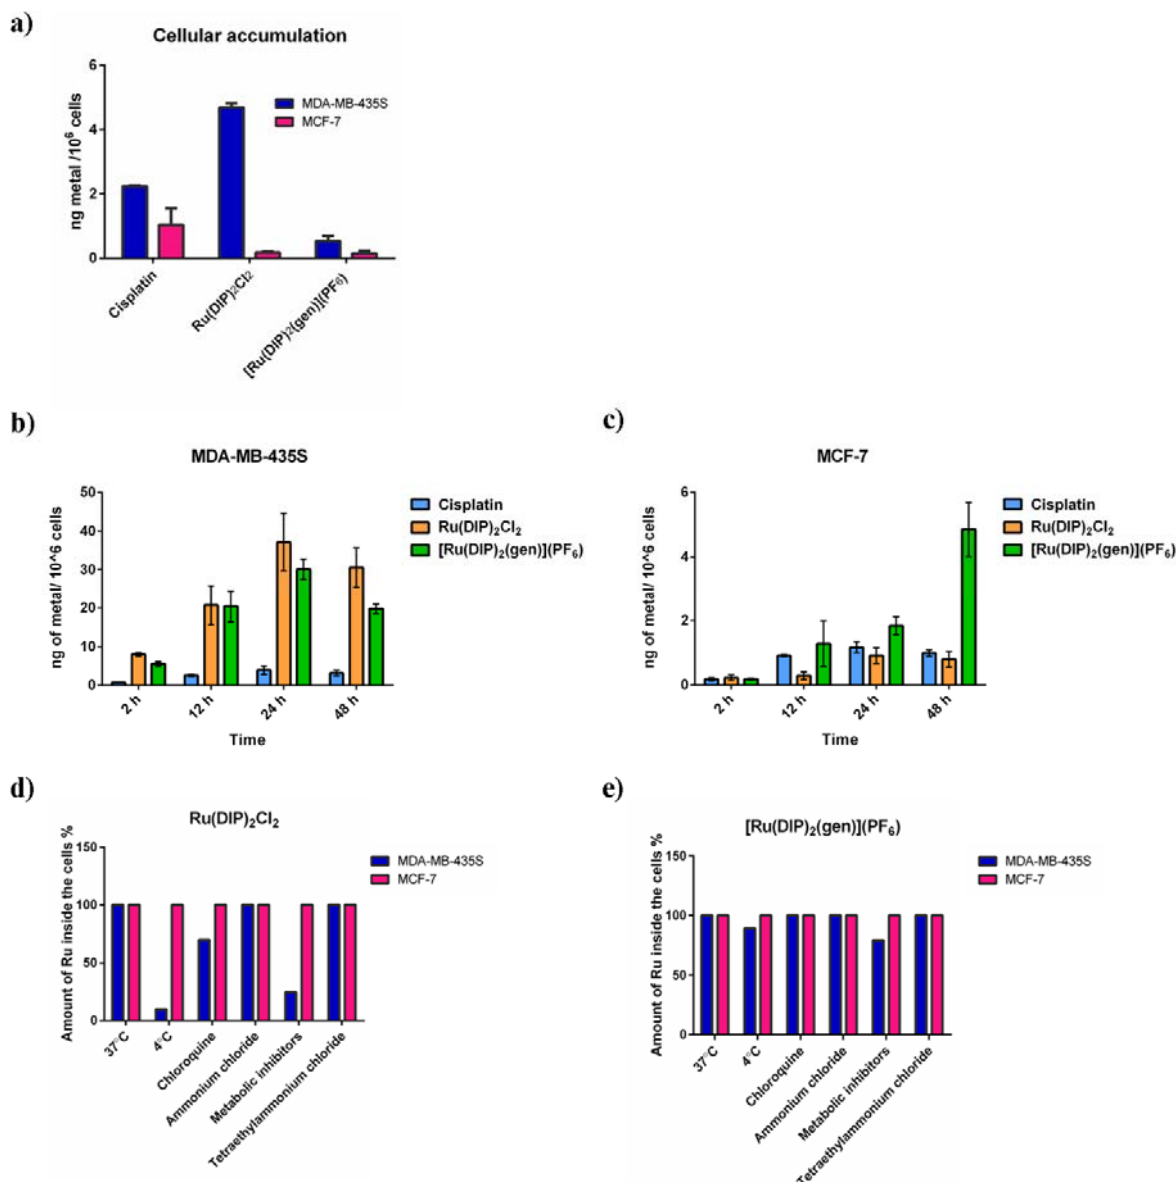 a)
Cellular accumulation
ng metal /10⁶ cells
6
4
2
0
MDA-MB-435S
MCF-7
Cisplatin
Ru(DIP)₂Cl₂
[Ru(DIP)₂(gen)](PF₆)
b)
MDA-MB-435S
ng of metal/ 10^6 cells
50
40
30
20
10
0
2 h
12 h
24 h
48 h
Time
Cisplatin
Ru(DIP)₂Cl₂
[Ru(DIP)₂(gen)](PF₆)
c)
MCF-7
ng of metal/ 10^6 cells
6
4
2
0
2 h
12 h
24 h
48 h
Time
Cisplatin
Ru(DIP)₂Cl₂
[Ru(DIP)₂(gen)](PF₆)
d)
Ru(DIP)₂Cl₂
Amount of Ru inside the cells %
150
100
50
0
MDA-MB-435S
MCF-7
37°C
4°C
Chloroquine
Ammonium chloride
Metabolic inhibitors
Tetraethylammonium chloride
e)
[Ru(DIP)₂(gen)](PF₆)
Amount of Ru inside the cells %
150
100
50
0
MDA-MB-435S
MCF-7
37°C
4°C
Chloroquine
Ammonium chloride
Metabolic inhibitors
Tetraethylammonium chloride